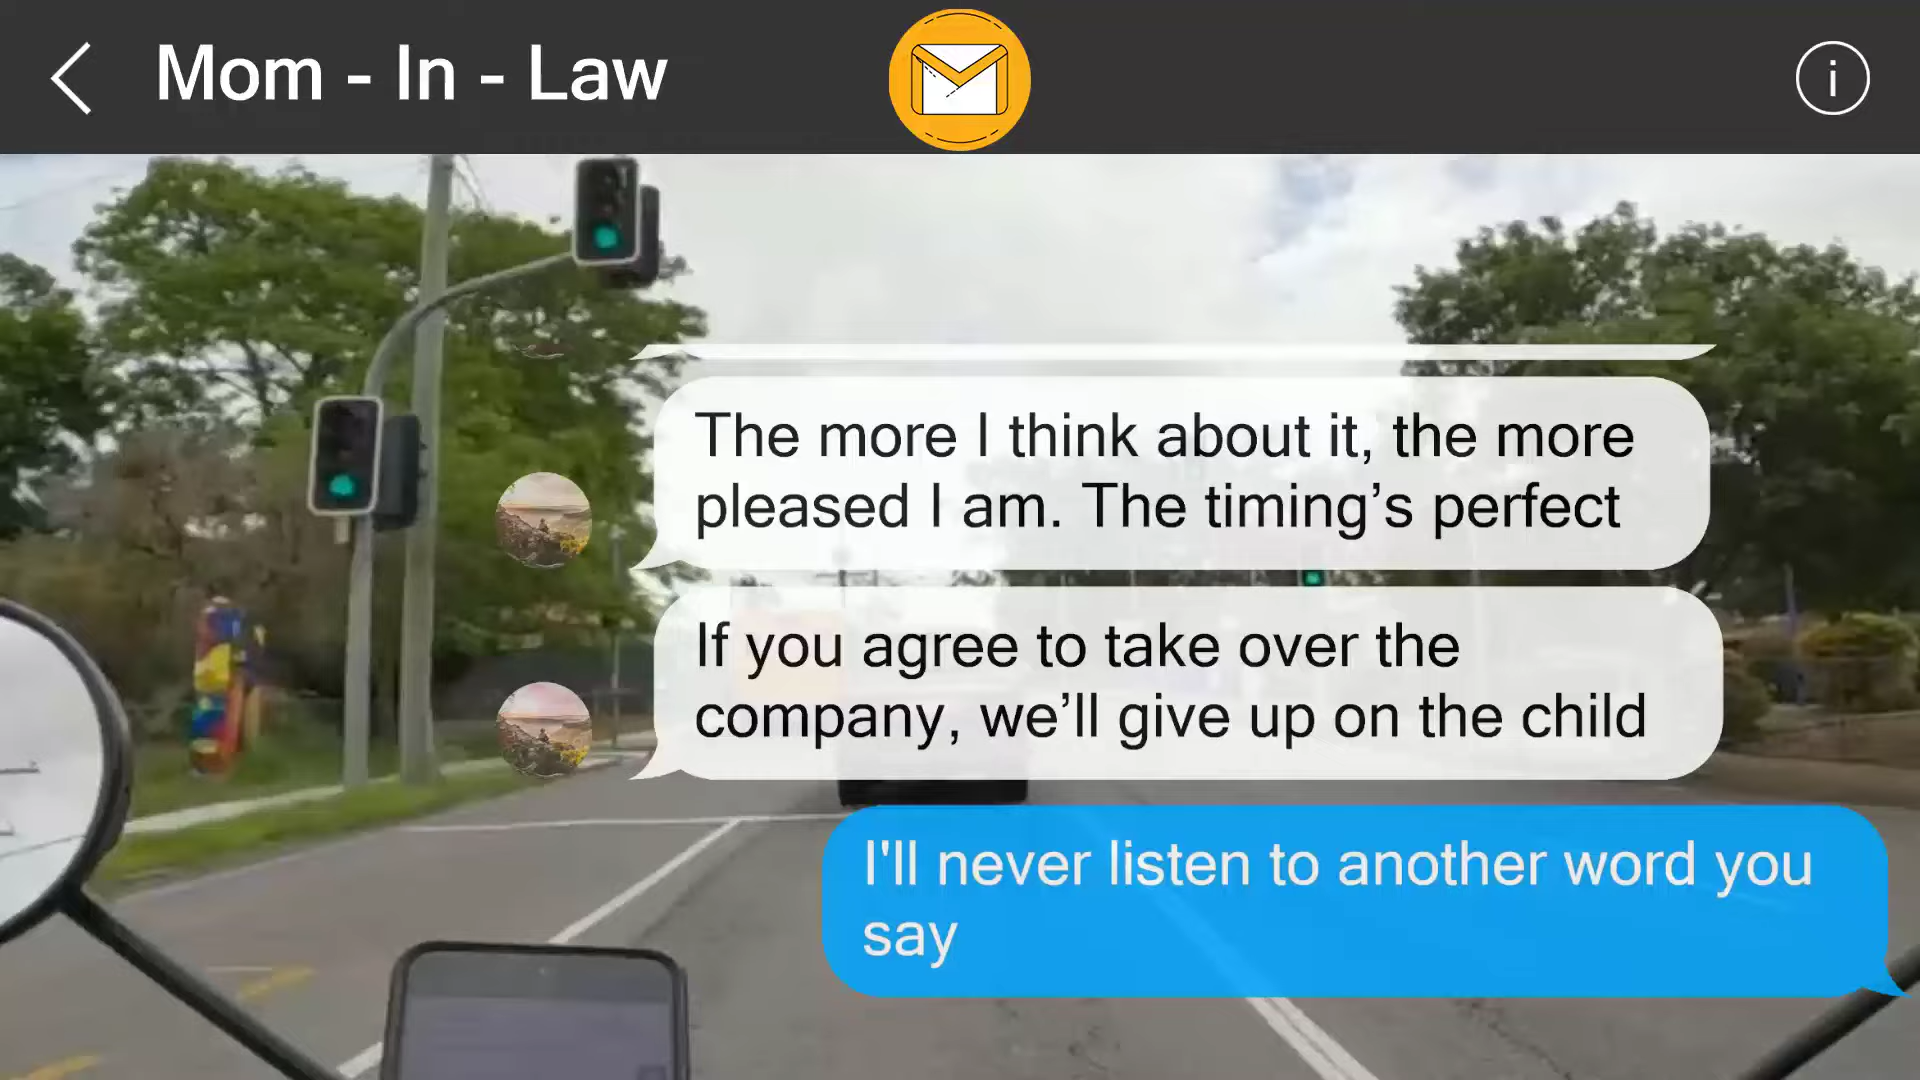 Mom - In - Law
The more I think about it, the more
pleased I am. The timing’s perfect
If you agree to take over the
company, we’ll give up on the child
I'll never listen to another word you
say